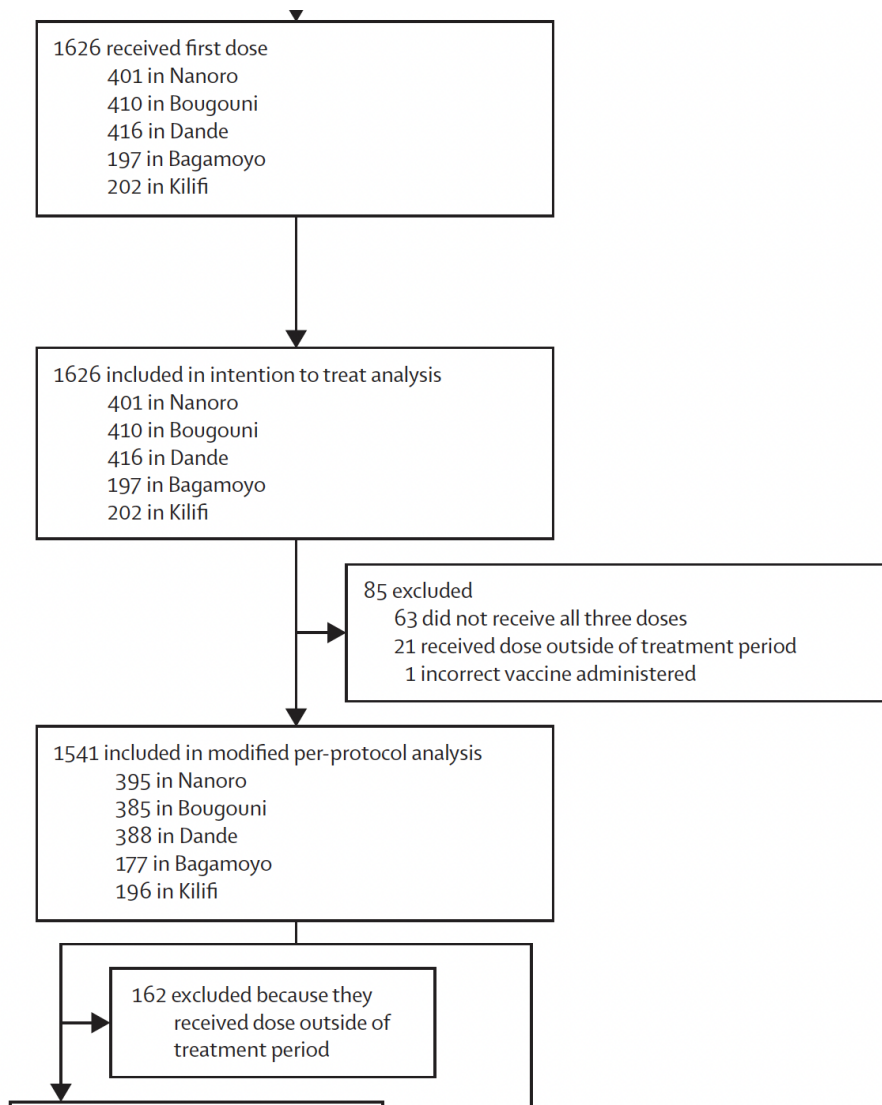 1626 received first dose
401 in Nanoro
410 in Bougouni
416 in Dande
197 in Bagamoyo
202 in Kilifi
1626 included in intention to treat analysis
401 in Nanoro
410 in Bougouni
416 in Dande
197 in Bagamoyo
202 in Kilifi
85 excluded
63 did not receive all three doses
21 received dose outside of treatment period
1 incorrect vaccine administered
1541 included in modified per-protocol analysis
395 in Nanoro
385 in Bougouni
388 in Dande
177 in Bagamoyo
196 in Kilifi
162 excluded because they
received dose outside of
treatment period